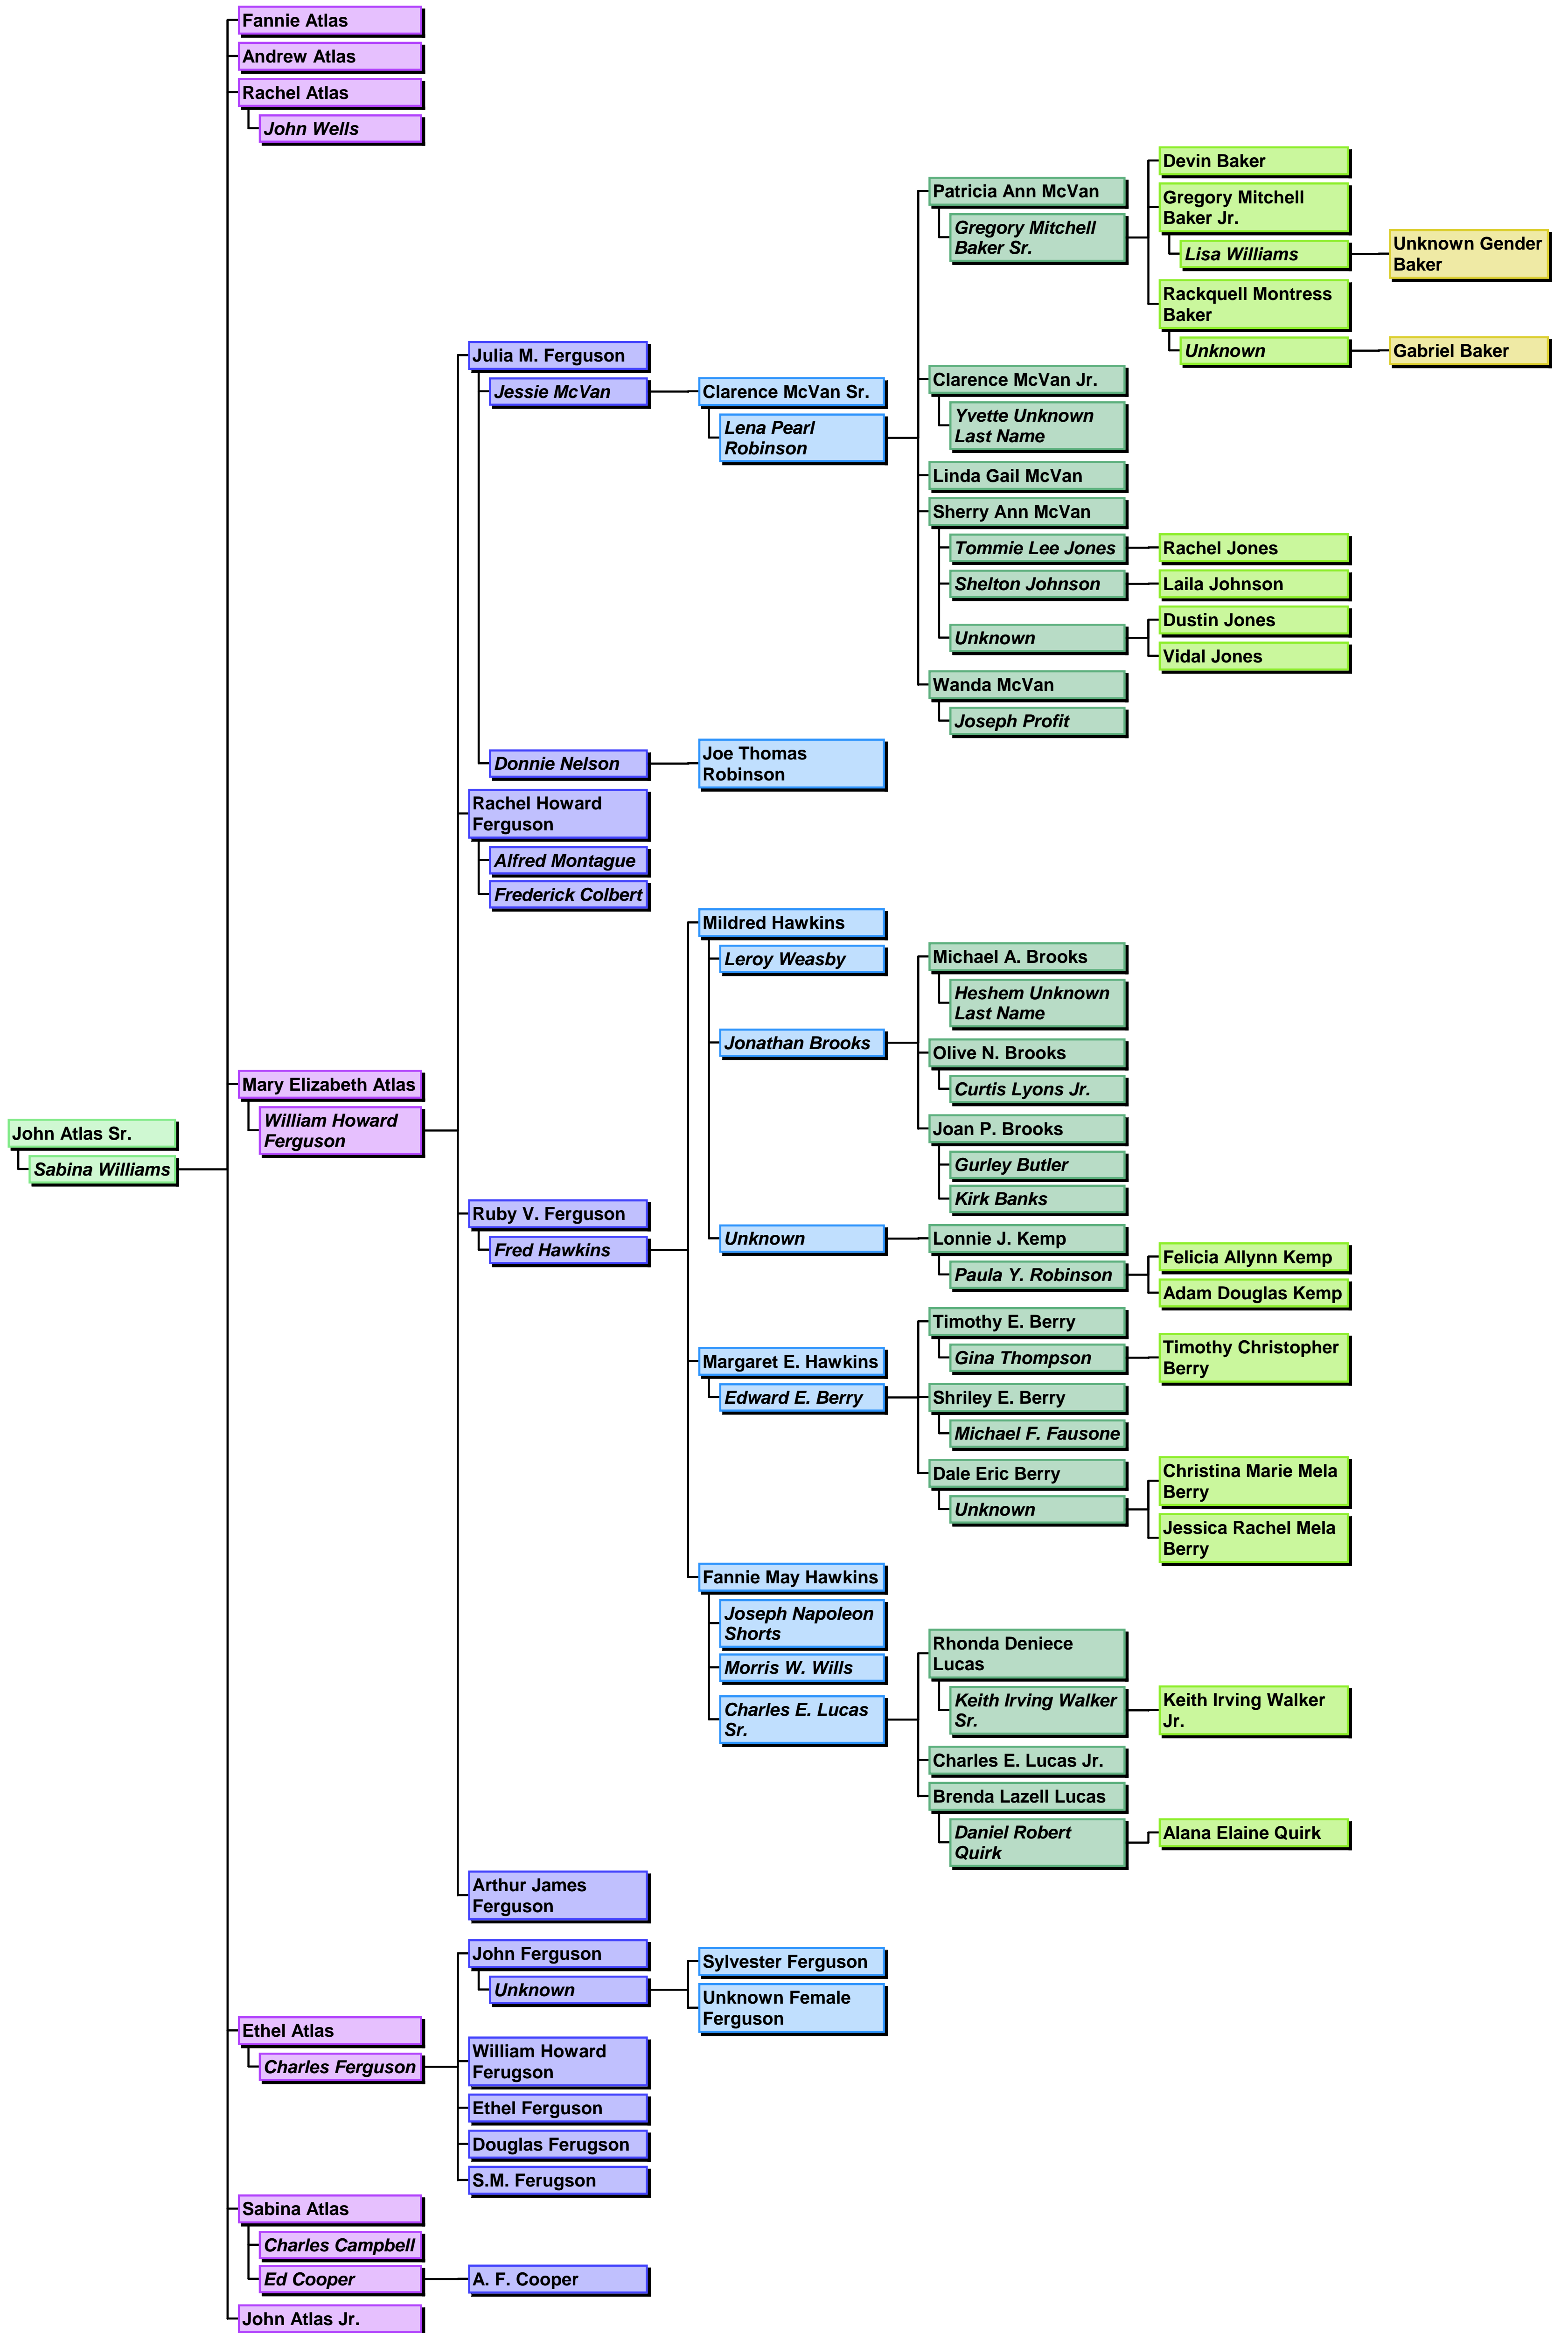 Fannie Atlas
Andrew Atlas
Rachel Atlas
John Wells
Devin Baker
Patricia Ann McVan
Gregory Mitchell
Baker Jr.
Gregory Mitchell
Baker Sr.
Lisa Williams
Unknown Gender
Baker
Rackquell Montress
Baker
Unknown
Gabriel Baker
Julia M. Ferguson
Jessie McVan
Clarence McVan Sr.
Lena Pearl
Robinson
Clarence McVan Jr.
Yvette Unknown
Last Name
Linda Gail McVan
Sherry Ann McVan
Tommie Lee Jones
Rachel Jones
Shelton Johnson
Laila Johnson
Unknown
Dustin Jones
Vidal Jones
Wanda McVan
Joseph Profit
Donnie Nelson
Joe Thomas
Robinson
Rachel Howard
Ferguson
Alfred Montague
Frederick Colbert
Mildred Hawkins
Leroy Weasby
Michael A. Brooks
Heshem Unknown
Last Name
Jonathan Brooks
Olive N. Brooks
Curtis Lyons Jr.
Mary Elizabeth Atlas
William Howard
Ferguson
Joan P. Brooks
John Atlas Sr.
Sabina Williams
Gurley Butler
Kirk Banks
Ruby V. Ferguson
Fred Hawkins
Unknown
Lonnie J. Kemp
Paula Y. Robinson
Felicia Allynn Kemp
Adam Douglas Kemp
Timothy E. Berry
Gina Thompson
Timothy Christopher
Berry
Margaret E. Hawkins
Edward E. Berry
Shriley E. Berry
Michael F. Fausone
Dale Eric Berry
Unknown
Christina Marie Mela
Berry
Jessica Rachel Mela
Berry
Fannie May Hawkins
Joseph Napoleon
Shorts
Morris W. Wills
Charles E. Lucas
Sr.
Rhonda Deniece
Lucas
Keith Irving Walker
Sr.
Keith Irving Walker
Jr.
Charles E. Lucas Jr.
Brenda Lazell Lucas
Daniel Robert
Quirk
Alana Elaine Quirk
Arthur James
Ferguson
John Ferguson
Unknown
Sylvester Ferguson
Unknown Female
Ferguson
Ethel Atlas
Charles Ferguson
William Howard
Ferugson
Ethel Ferguson
Douglas Ferugson
S.M. Ferugson
Sabina Atlas
Charles Campbell
Ed Cooper
A. F. Cooper
John Atlas Jr.